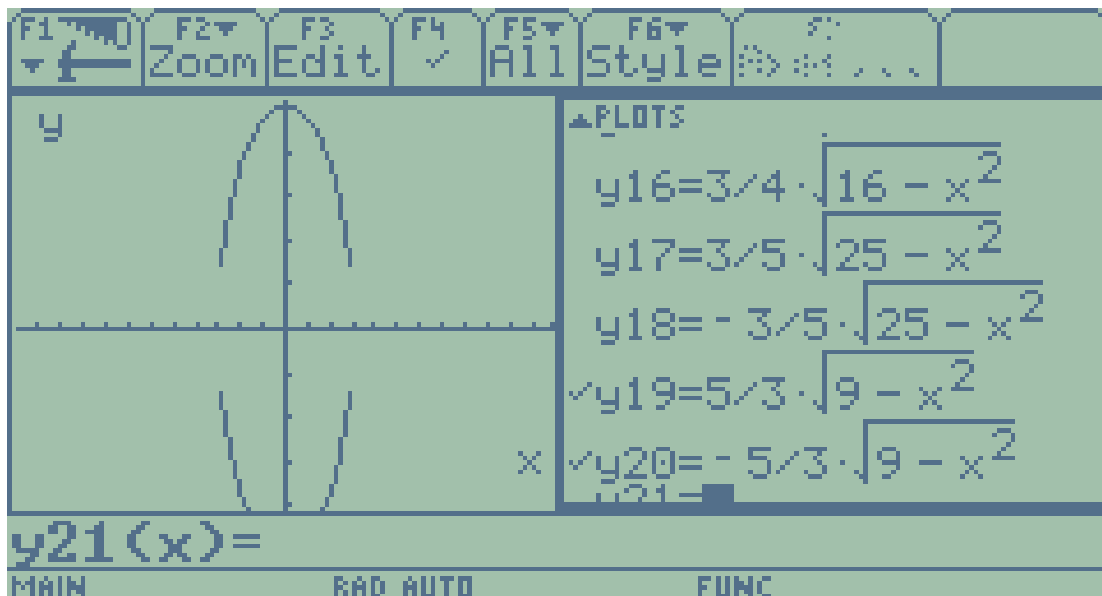 F1 F2 F3 F4 F5 F6
Zoom Edit ✓ All Style
y
x
PLOTS
y16=3/4·√16-x²
y17=3/5·√25-x²
y18=-3/5·√25-x²
✓y19=5/3·√9-x²
✓y20=-5/3·√9-x²
y21=
y21(x)=
MAIN RAD AUTO FUNC